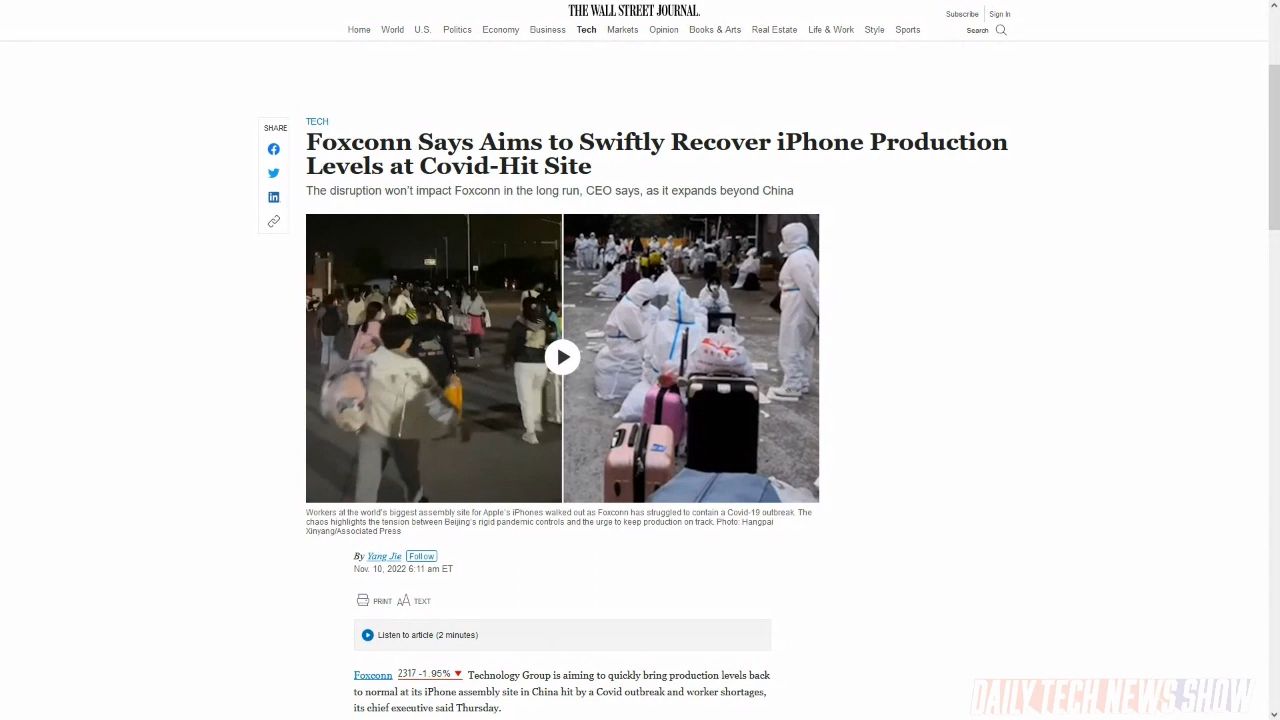 THE WALL STREET JOURNAL.
Subscribe Sign In
Home World U.S. Politics Economy Business Tech Markets Opinion Books & Arts Real Estate Life & Work Style Sports
Search
SHARE
TECH
Foxconn Says Aims to Swiftly Recover iPhone Production
Levels at Covid-Hit Site
The disruption won't impact Foxconn in the long run, CEO says, as it expands beyond China
Workers at the world's biggest assembly site for Apple's iPhones walked out as Foxconn has struggled to contain a Covid-19 outbreak. The
chaos highlights the tension between Beijing's rigid pandemic controls and the urge to keep production on track. Photo: Hangpai
Xinyang/Associated Press
By Yang Jie Follow
Nov. 10, 2022 6:11 am ET
PRINT AA TEXT
Listen to article (2 minutes)
Foxconn 2317 -1.95% ▼ Technology Group is aiming to quickly bring production levels back
to normal at its iPhone assembly site in China hit by a Covid outbreak and worker shortages,
its chief executive said Thursday.
DAILY TECH NEWS SHOW